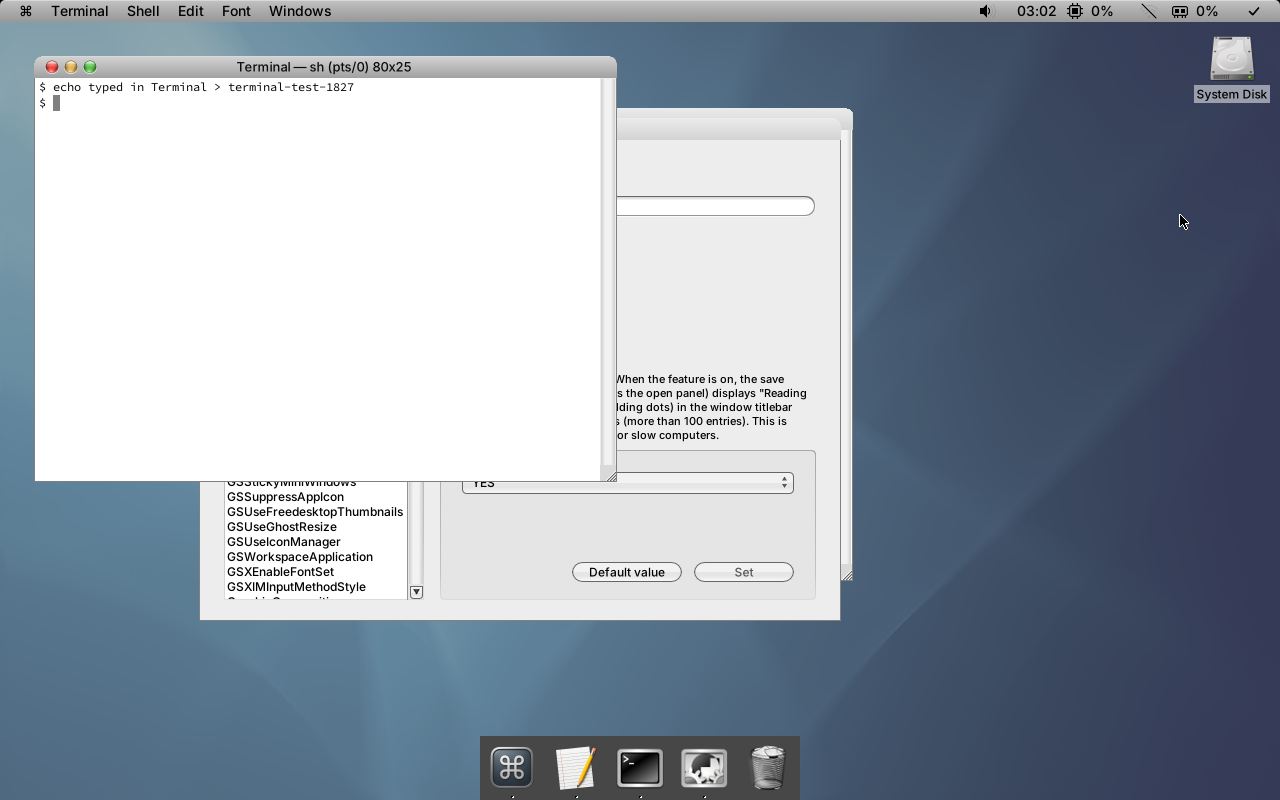 ⌘ Terminal Shell Edit Font Windows 03:02 0% 0%
System Disk
Terminal — sh (pts/0) 80x25
$ echo typed in Terminal > terminal-test-1827
$
When the feature is on, the save
s the open panel) displays "Reading
ding dots) in the window titlebar
s (more than 100 entries). This is
or slow computers.
YES
Default value Set
GSStickyMiniWindows
GSSuppressAppIcon
GSUseFreedesktopThumbnails
GSUseGhostResize
GSUseIconManager
GSWorkspaceApplication
GSXEnableFontSet
GSXIMInputMethodStyle